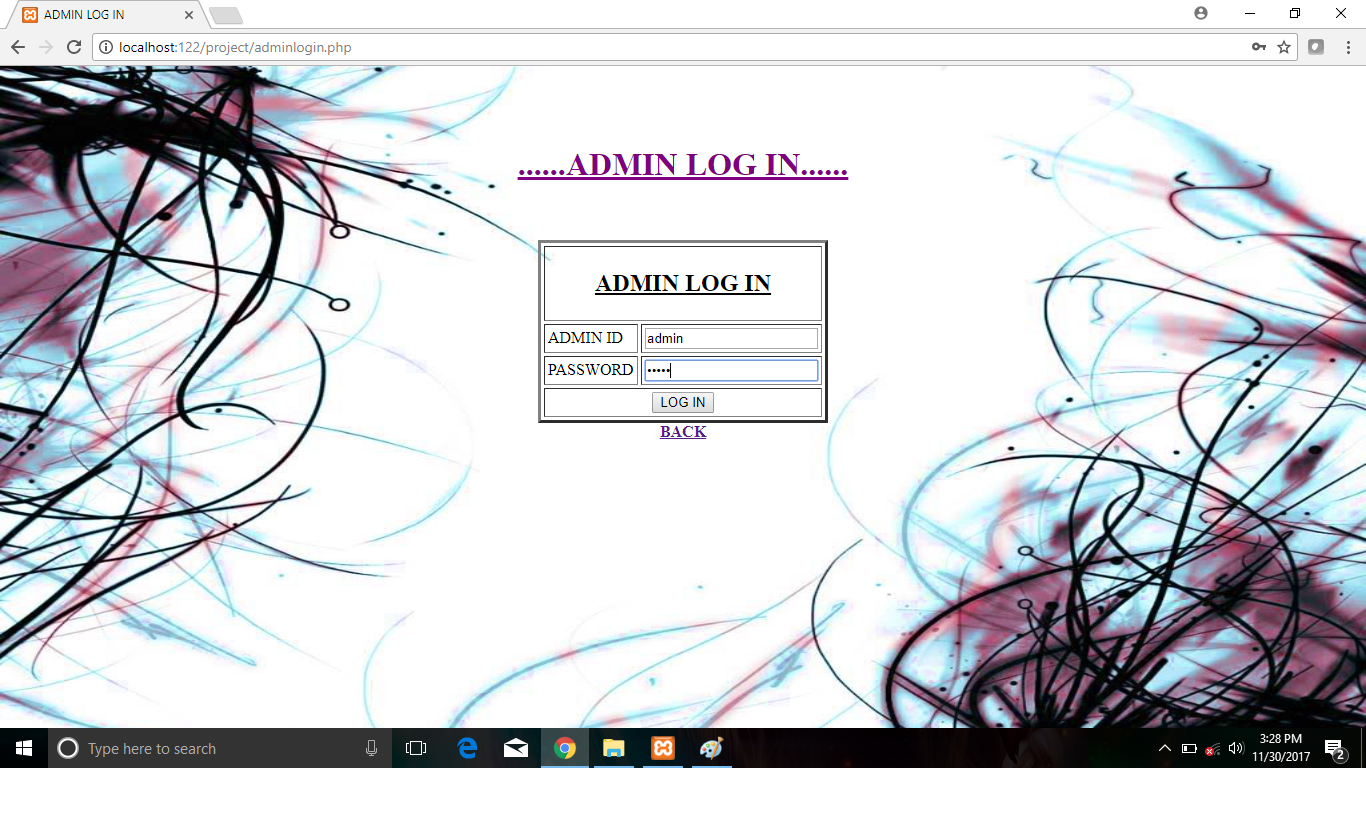 ADMIN LOG IN
localhost:122/project/adminlogin.php
......ADMIN LOG IN......
ADMIN LOG IN
ADMIN ID admin
PASSWORD •••••
LOG IN
BACK
Type here to search
3:28 PM
11/30/2017
2